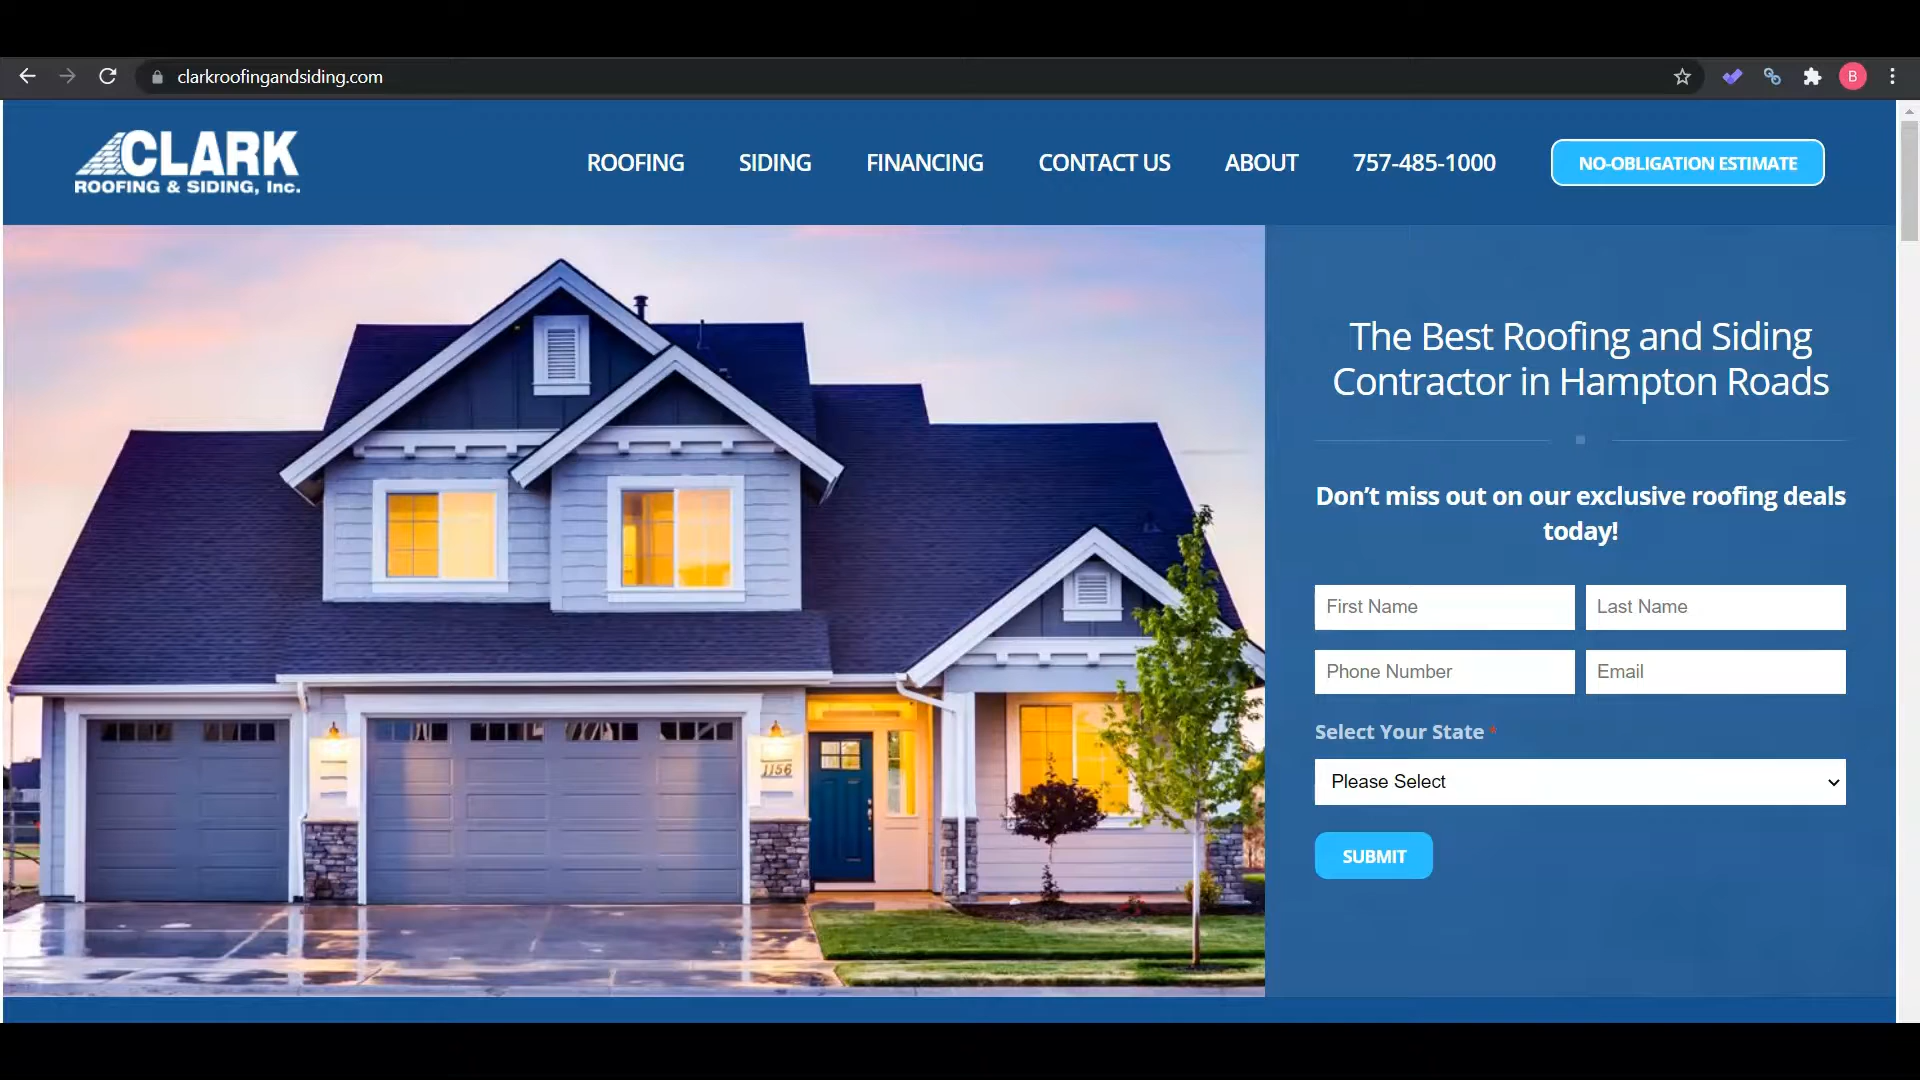 clarkroofingandsiding.com
B
CLARK
ROOFING & SIDING, Inc.
ROOFING
SIDING
FINANCING
CONTACT US
ABOUT
757-485-1000
NO-OBLIGATION ESTIMATE
1156
The Best Roofing and Siding
Contractor in Hampton Roads
Don’t miss out on our exclusive roofing deals
today!
First Name
Last Name
Phone Number
Email
Select Your State *
Please Select
SUBMIT